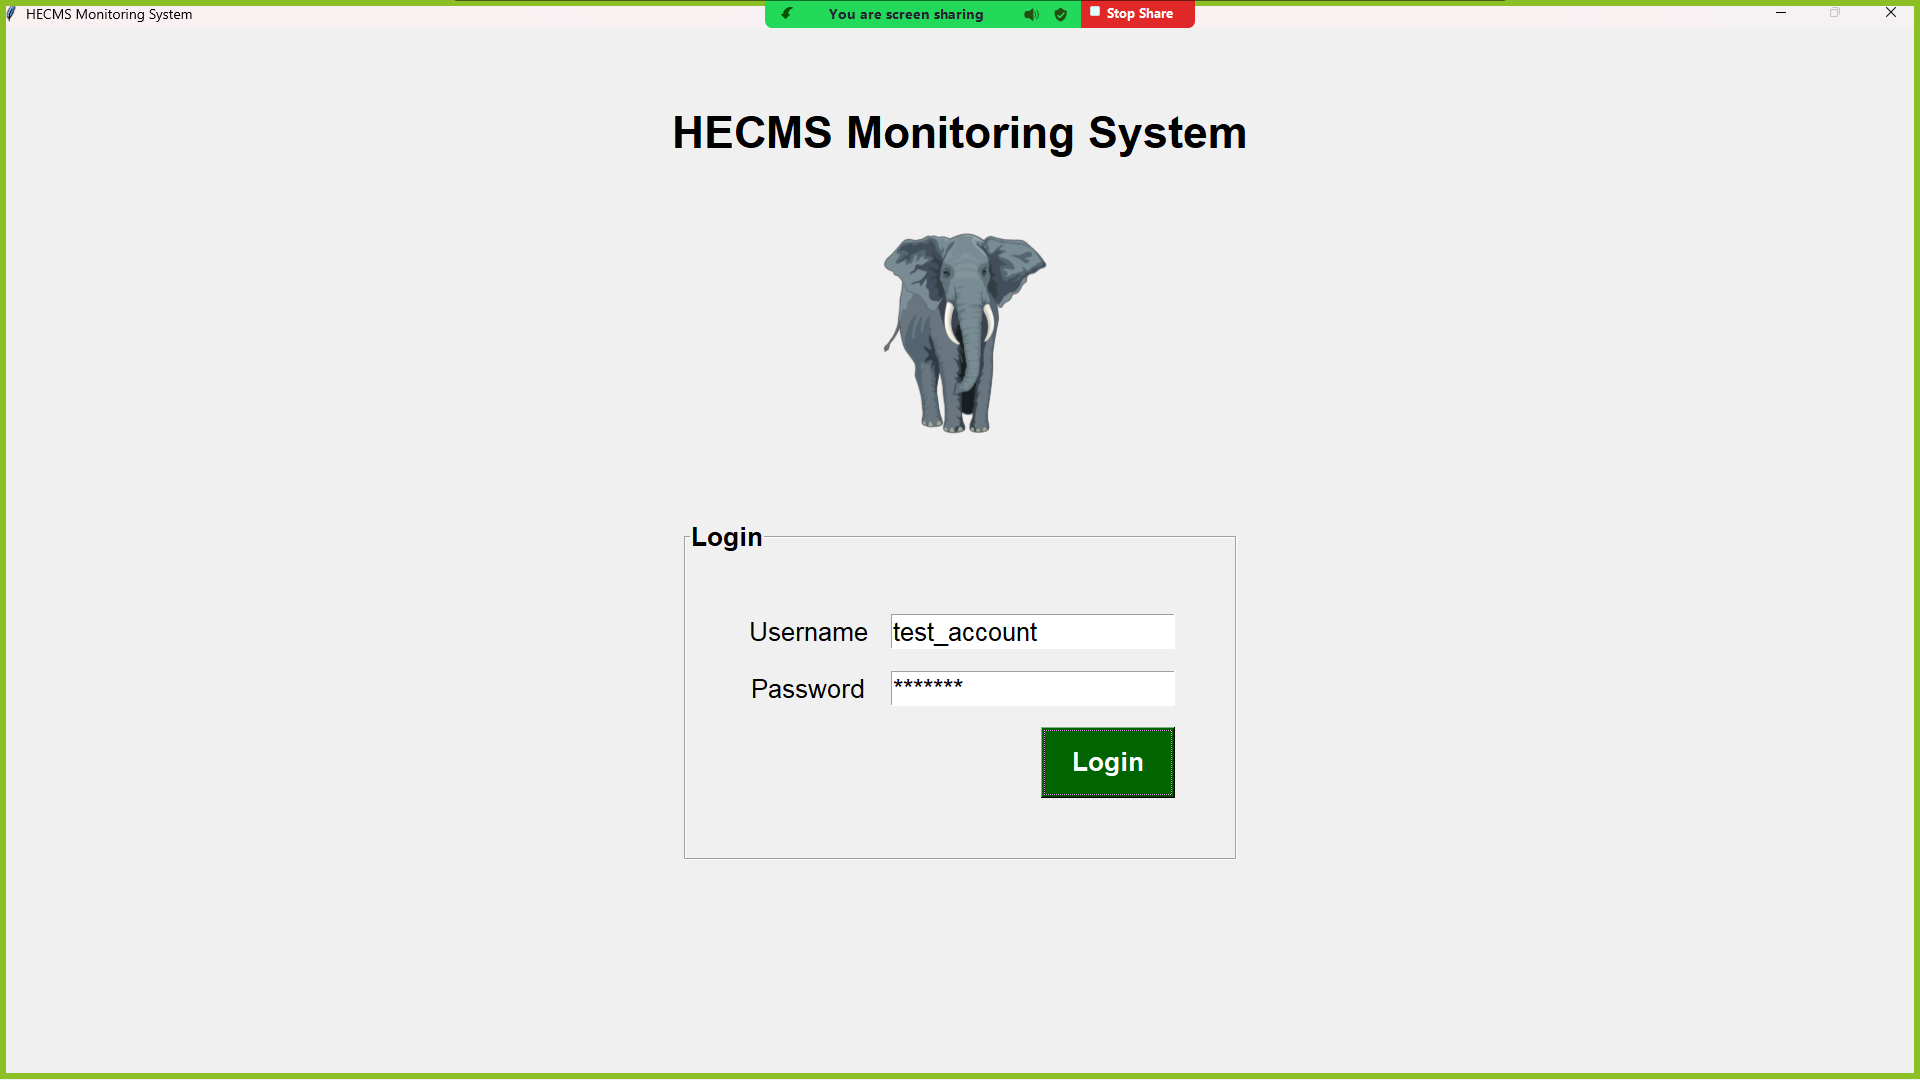 HECMS Monitoring System
You are screen sharing
Stop Share
HECMS Monitoring System
Login
Username test_account
Password *******
Login